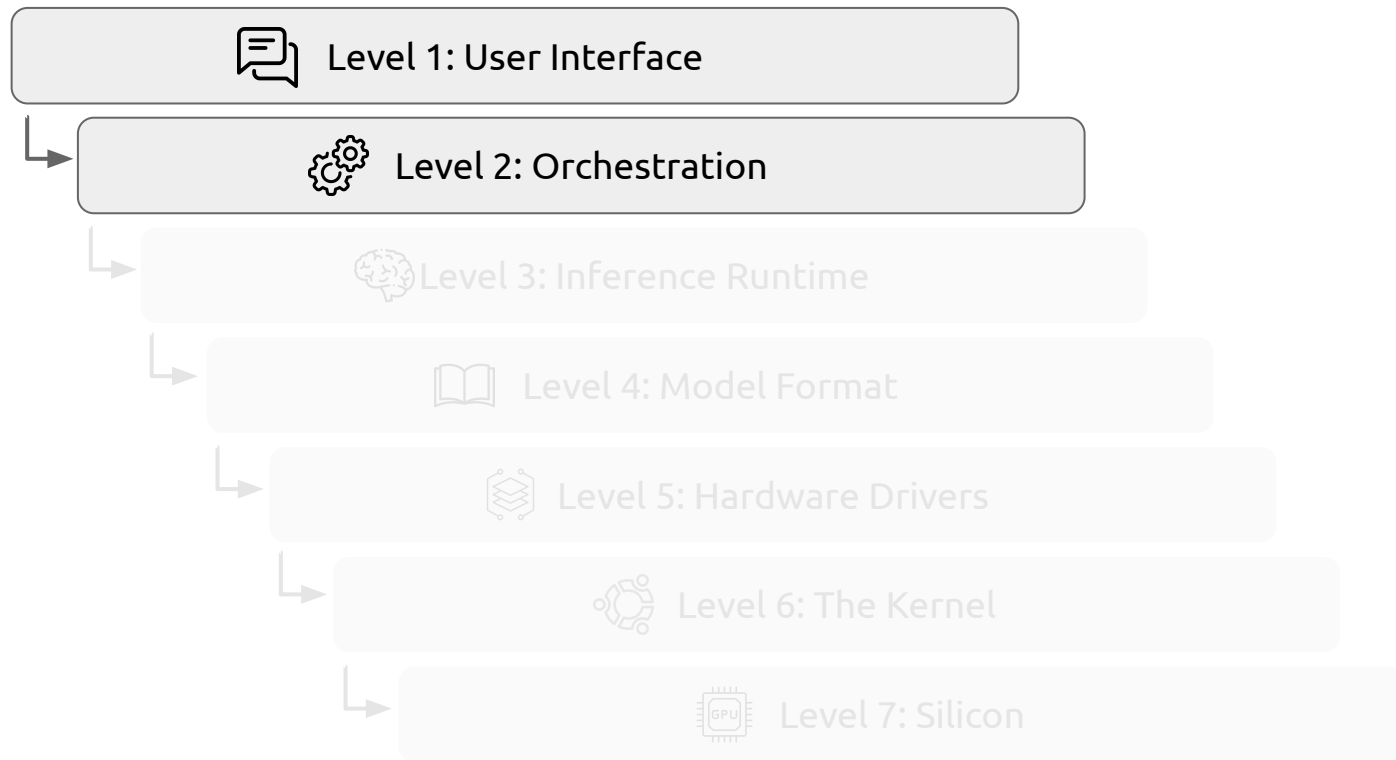 Level 1: User Interface
Level 2: Orchestration
Level 3: Inference Runtime
Level 4: Model Format
Level 5: Hardware Drivers
Level 6: The Kernel
GPU
Level 7: Silicon